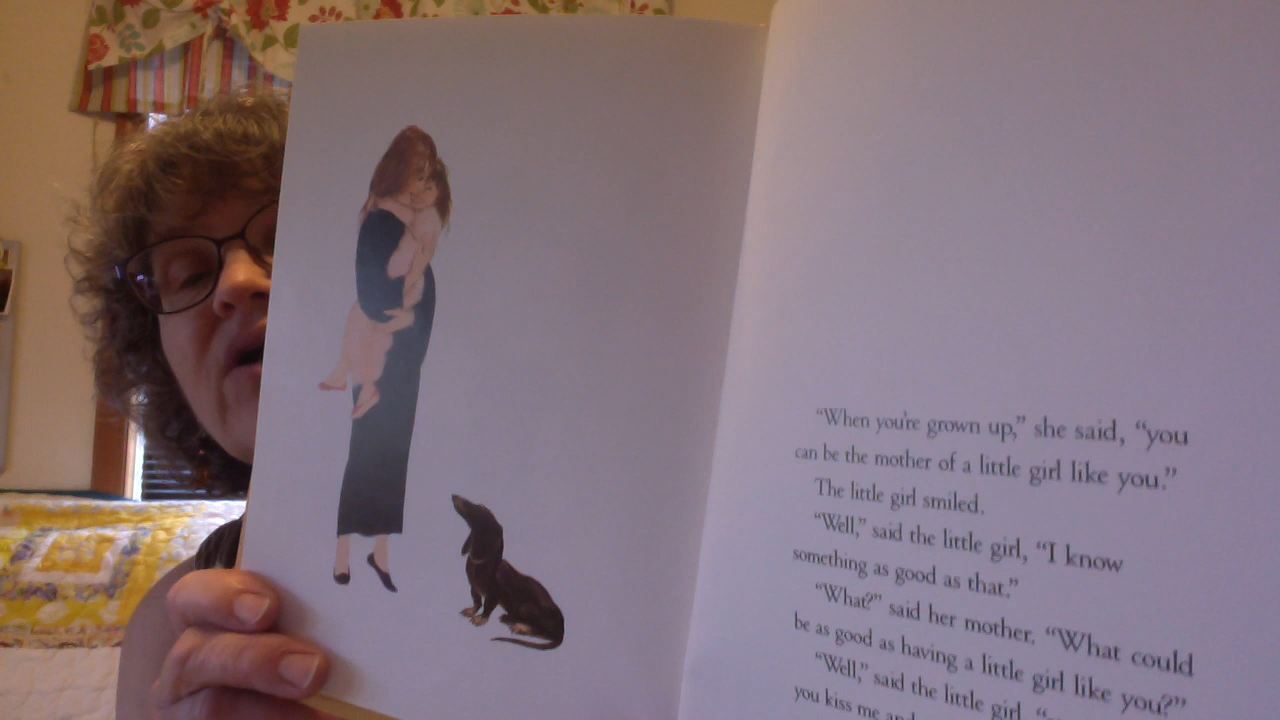 “When you’re grown up,” she said, “you
can be the mother of a little girl like you.”
The little girl smiled.
“Well,” said the little girl, “I know
something as good as that.”
“What?” said her mother. “What could
be as good as having a little girl like you?”
“Well,” said the little girl,
you kiss me and